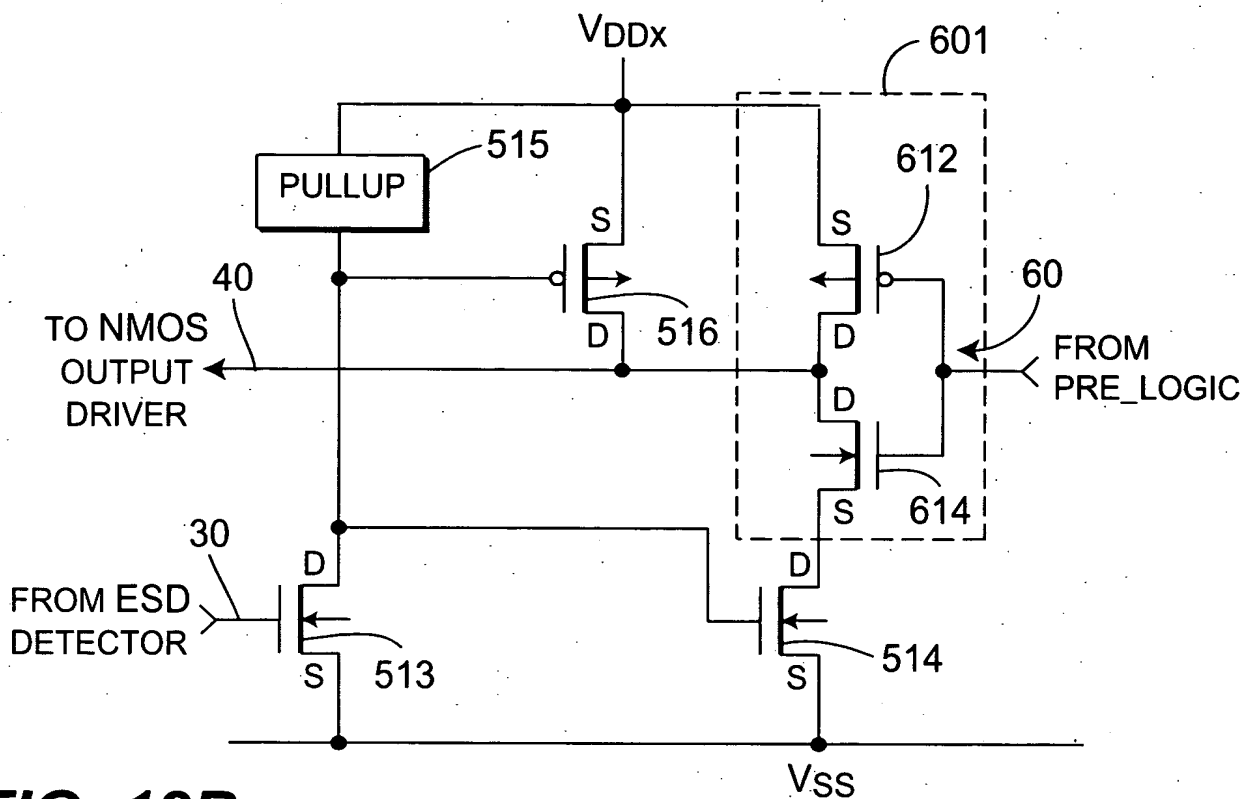 VDDx
601
515
PULLUP
612
S
S
40
60
516
TO NMOS
OUTPUT
DRIVER
D
D
FROM
PRE_LOGIC
D
614
S
30
D
D
FROM ESD
DETECTOR
513
S
514
S
VSS